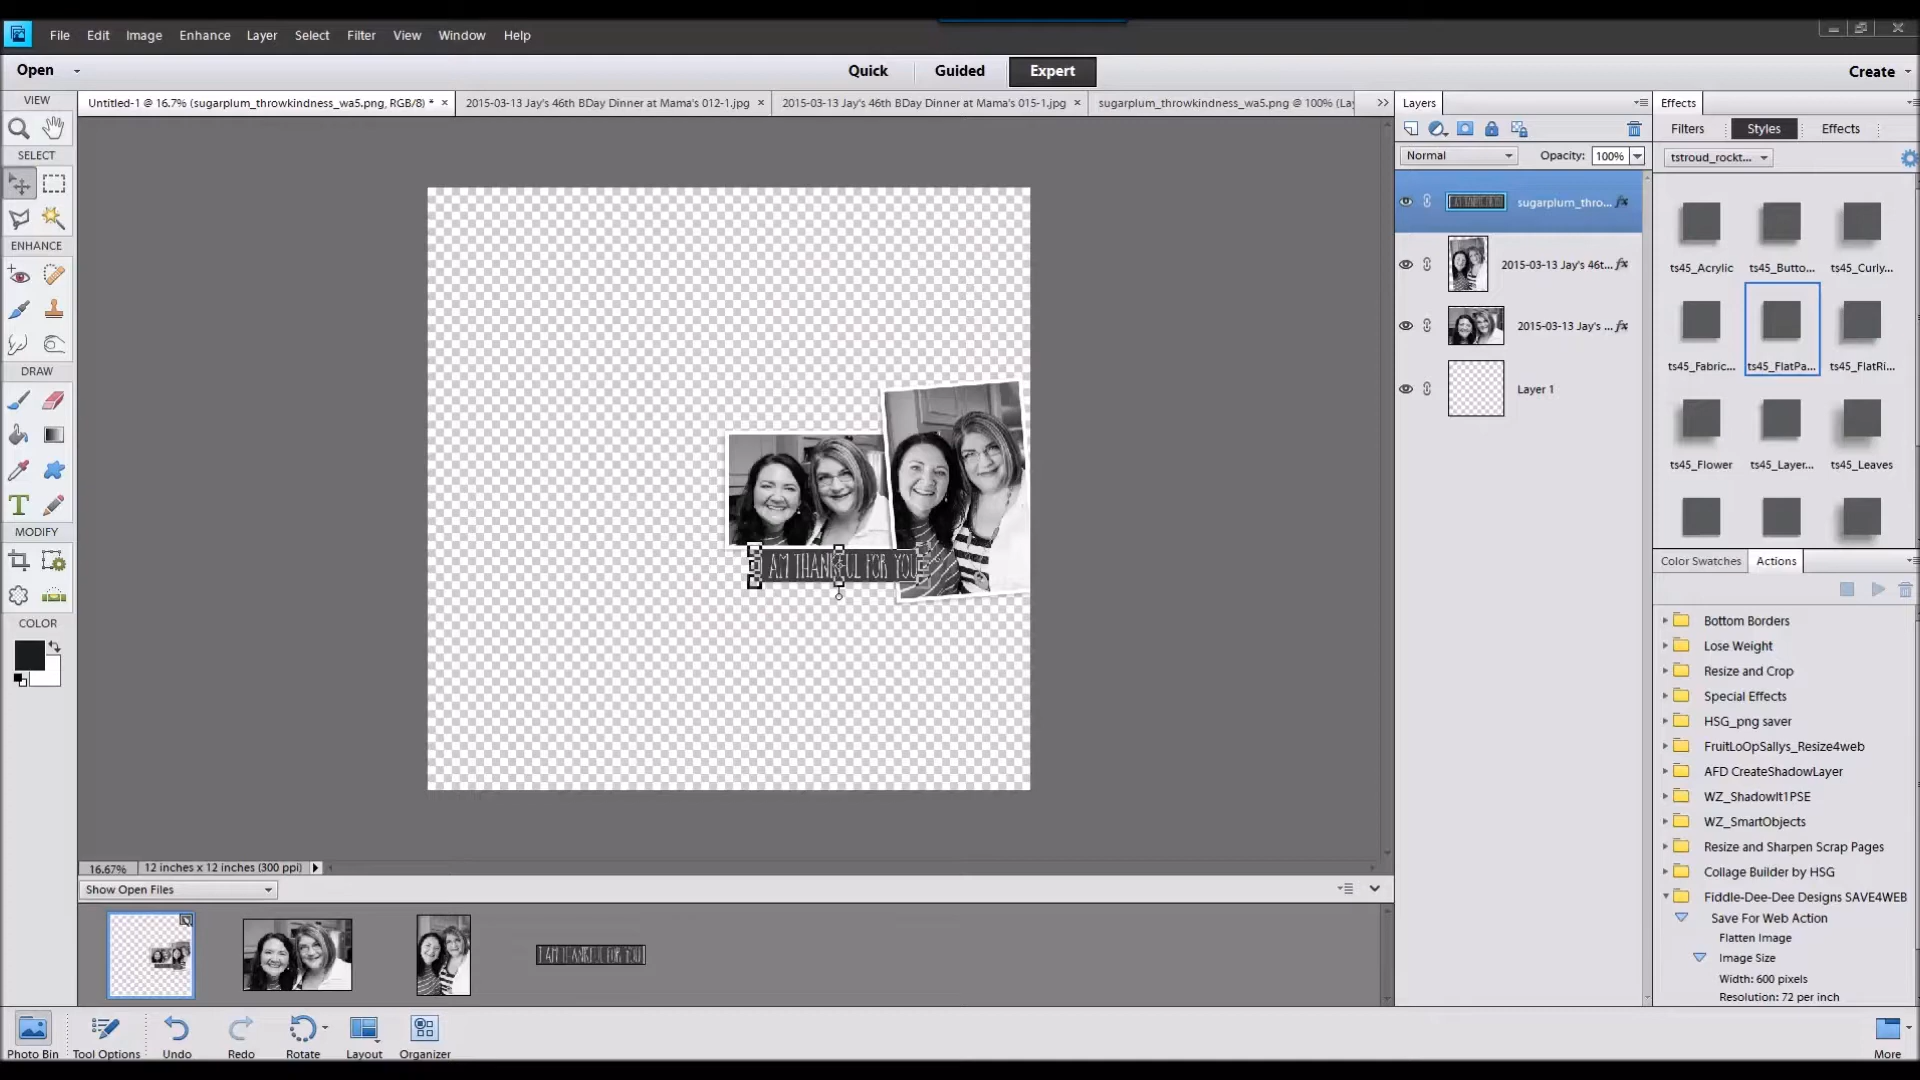 File Edit Image Enhance Layer Select Filter View Window Help
Open Quick Guided Expert Create
VIEW
SELECT
ENHANCE
DRAW
MODIFY
COLOR
Untitled-1 @ 16.7% (sugarplum_throwkindness_wa5.png, RGB/8) * ×
2015-03-13 Jay's 46th BDay Dinner at Mama's 012-1.jpg ×
2015-03-13 Jay's 46th BDay Dinner at Mama's 015-1.jpg ×
sugarplum_throwkindness_wa5.png @ 100% (La
AM THANKFUL FOR YOU
16.67% 12 inches x 12 inches (300 ppi)
Show Open Files
I AM THANKFUL FOR YOU
Photo Bin Tool Options Undo Redo Rotate Layout Organizer More
Layers
Normal Opacity: 100%
sugarplum_thro... fx
2015-03-13 Jay's 46t... fx
2015-03-13 Jay's ... fx
Layer 1
Effects
Filters Styles Effects
tstroud_rockt...
ts45_Acrylic ts45_Butto... ts45_Curly...
ts45_Fabric... ts45_FlatPa... ts45_FlatRi...
ts45_Flower ts45_Layer... ts45_Leaves
Color Swatches Actions
Bottom Borders
Lose Weight
Resize and Crop
Special Effects
HSG_png saver
FruitLoOpSallys_Resize4web
AFD CreateShadowLayer
WZ_ShadowIt1PSE
WZ_SmartObjects
Resize and Sharpen Scrap Pages
Collage Builder by HSG
Fiddle-Dee-Dee Designs SAVE4WEB
Save For Web Action
Flatten Image
Image Size
Width: 600 pixels
Resolution: 72 per inch